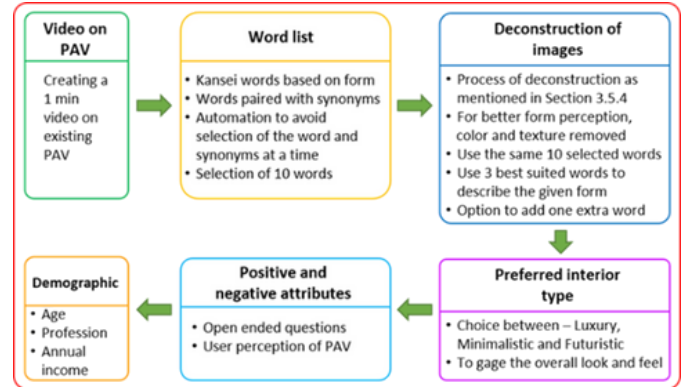 Video on
PAV
Creating a
1 min
video on
existing
PAV
Word list
• Kansei words based on form
• Words paired with synonyms
• Automation to avoid
selection of the word and
synonyms at a time
• Selection of 10 words
Deconstruction of
images
• Process of deconstruction as
mentioned in Section 3.5.4
• For better form perception,
color and texture removed
• Use the same 10 selected words
• Use 3 best suited words to
describe the given form
• Option to add one extra word
Preferred interior
type
• Choice between – Luxury,
Minimalistic and Futuristic
• To gage the overall look and feel
Positive and
negative attributes
• Open ended questions
• User perception of PAV
Demographic
• Age
• Profession
• Annual
income